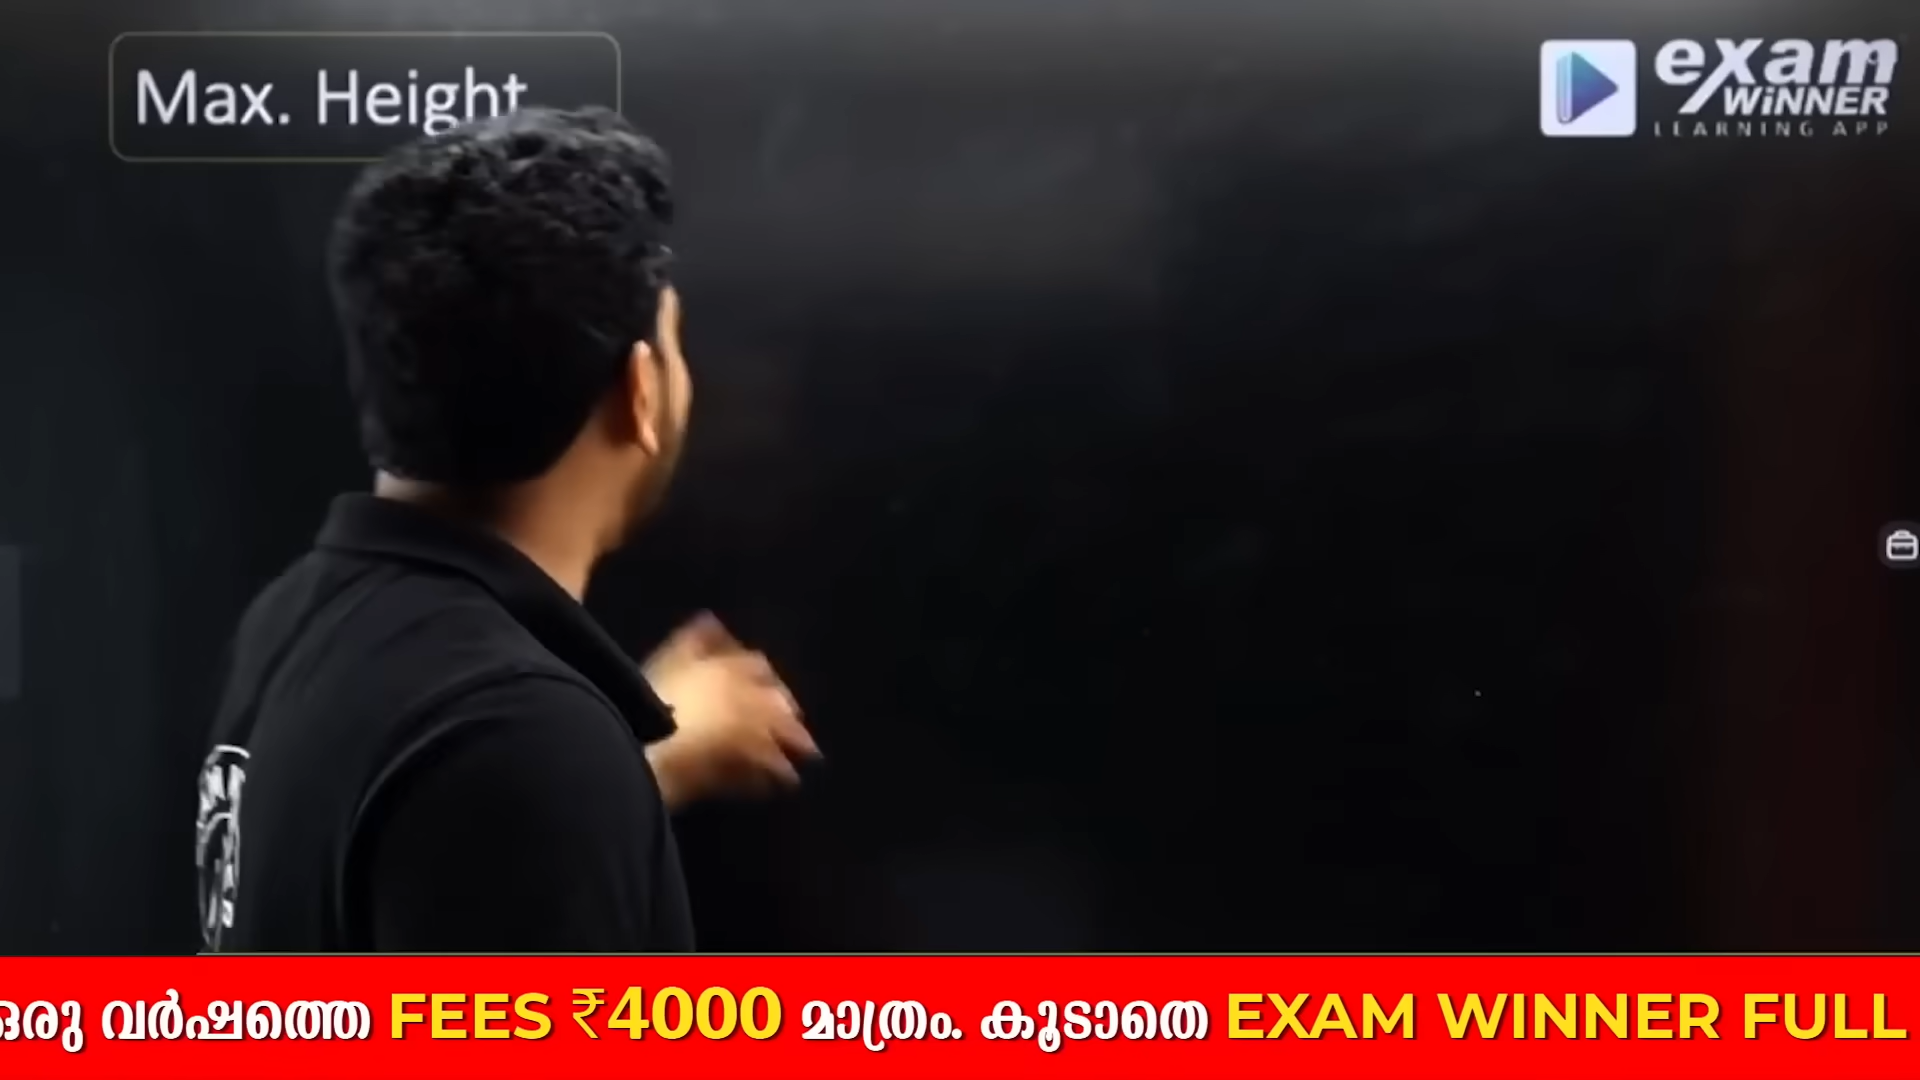 Max. Height
exam
WiNNER
LEARNING APP
ഒരു വർഷത്തെ FEES ₹4000 മാത്രം. കൂടാതെ EXAM WINNER FULL